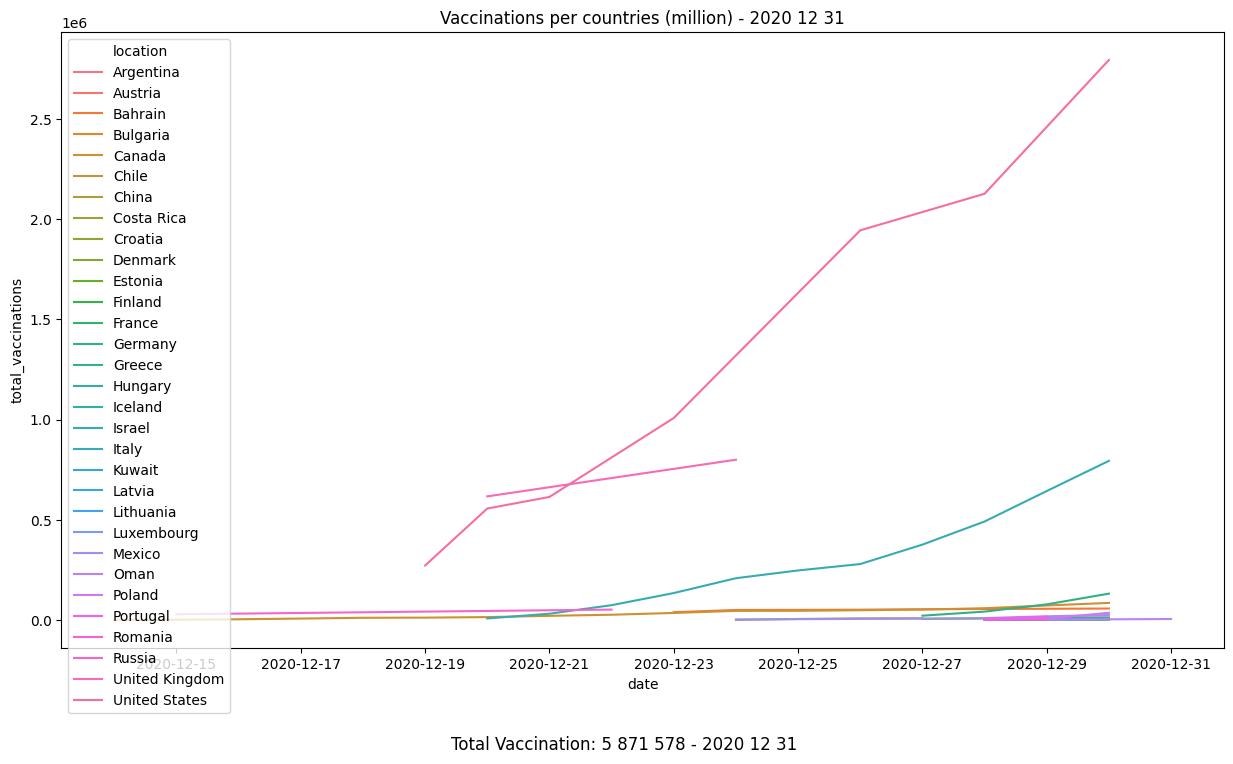 Vaccinations per countries (million) - 2020 12 31
1e6
location
Argentina
Austria
Bahrain
Bulgaria
Canada
Chile
China
Costa Rica
Croatia
Denmark
Estonia
Finland
France
Germany
Greece
Hungary
Iceland
Israel
Italy
Kuwait
Latvia
Lithuania
Luxembourg
Mexico
Oman
Poland
Portugal
Romania
Russia
United Kingdom
United States
total_vaccinations
2.5
2.0
1.5
1.0
0.5
0.0
2020-12-15 2020-12-17 2020-12-19 2020-12-21 2020-12-23 2020-12-25 2020-12-27 2020-12-29 2020-12-31
date
Total Vaccination: 5 871 578 - 2020 12 31